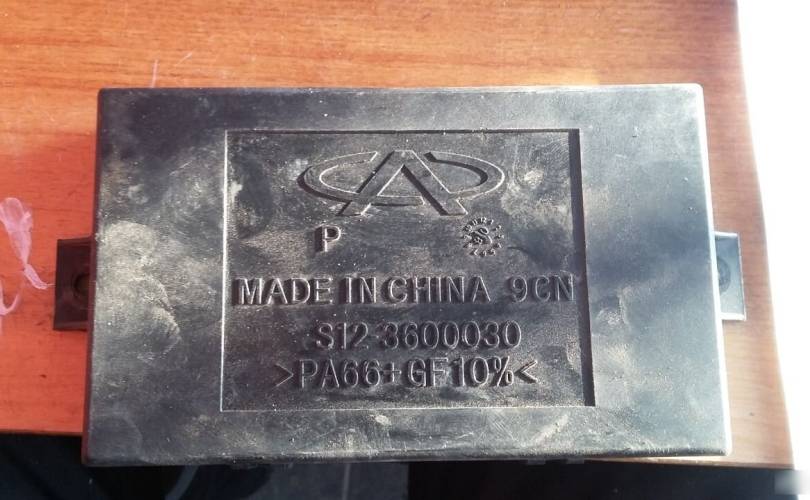 P
MADE IN CHINA 9CN
S12-3600030
>PA66+GF10%<